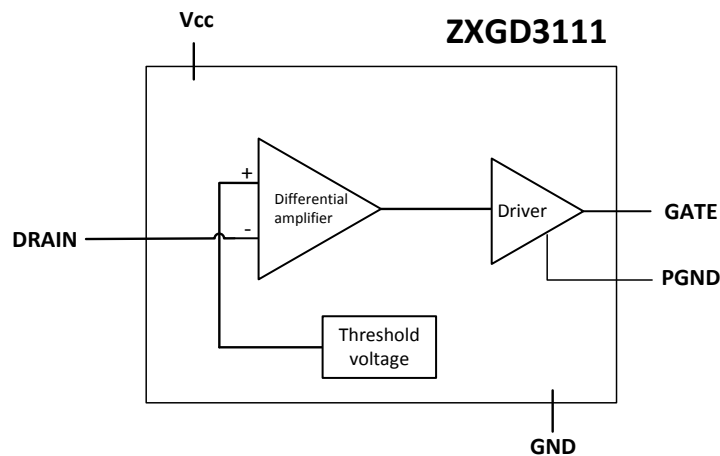 Vcc
ZXGD3111
+
Differential
amplifier
-
Driver
DRAIN
GATE
PGND
Threshold
voltage
GND